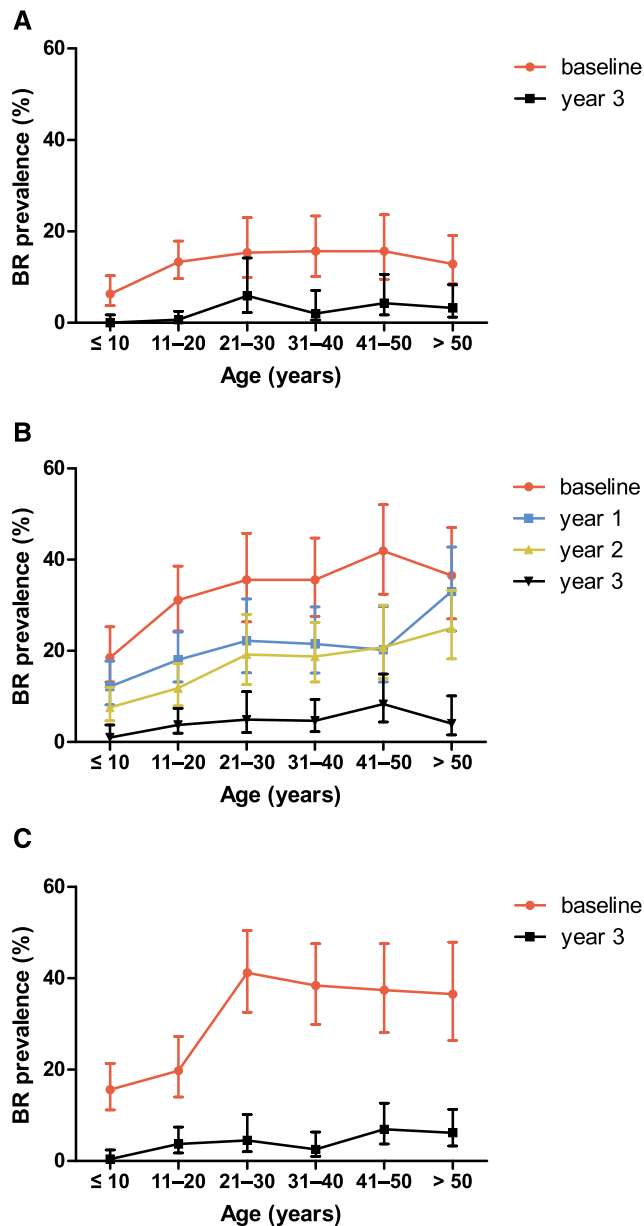 A
60
40
20
0
BR prevalence (%)
≤ 10 11–20 21–30 31–40 41–50 > 50
Age (years)
baseline
year 3
B
60
40
20
0
BR prevalence (%)
≤ 10 11–20 21–30 31–40 41–50 > 50
Age (years)
baseline
year 1
year 2
year 3
C
60
40
20
0
BR prevalence (%)
≤ 10 11–20 21–30 31–40 41–50 > 50
Age (years)
baseline
year 3